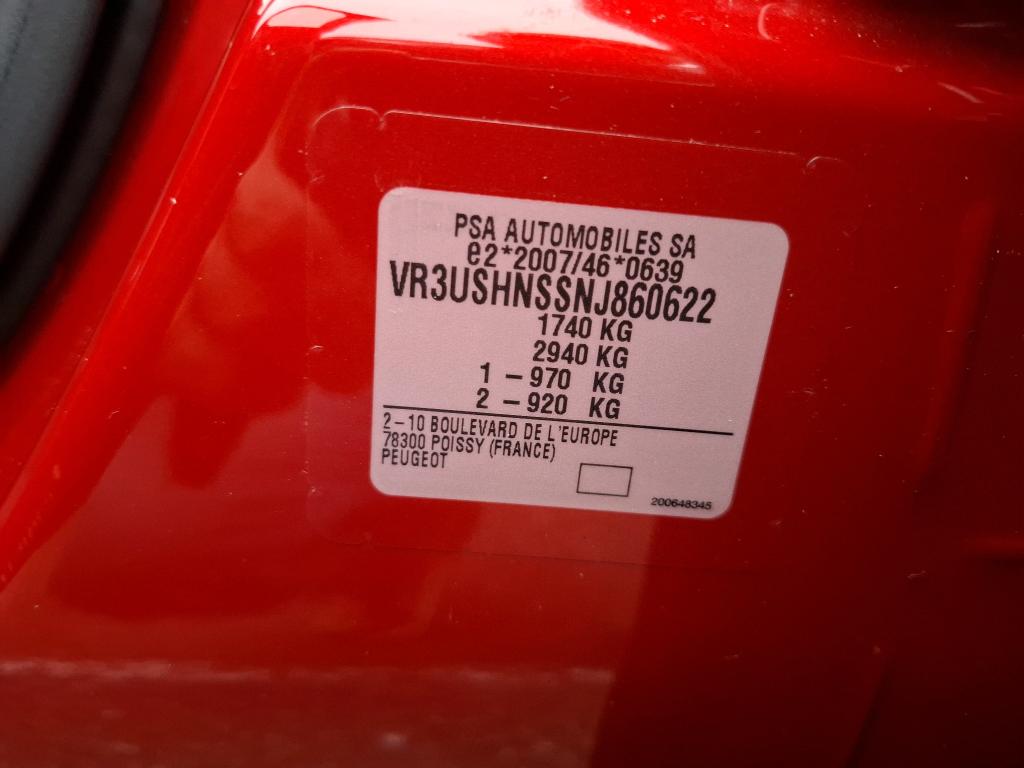 PSA AUTOMOBILES SA
e2*2007/46*0639
VR3USHNSSNJ860622
1740 KG
2940 KG
1 – 970 KG
2 – 920 KG
2-10 BOULEVARD DE L'EUROPE
78300 POISSY (FRANCE)
PEUGEOT
200648345